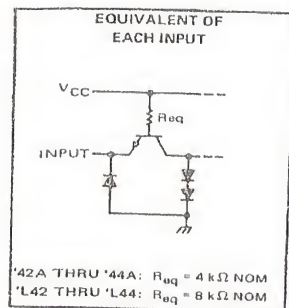 EQUIVALENT OF
EACH INPUT
VCC
Req
INPUT
'42A THRU '44A: Req = 4 kΩ NOM
'L42 THRU 'L44: Req = 8 kΩ NOM